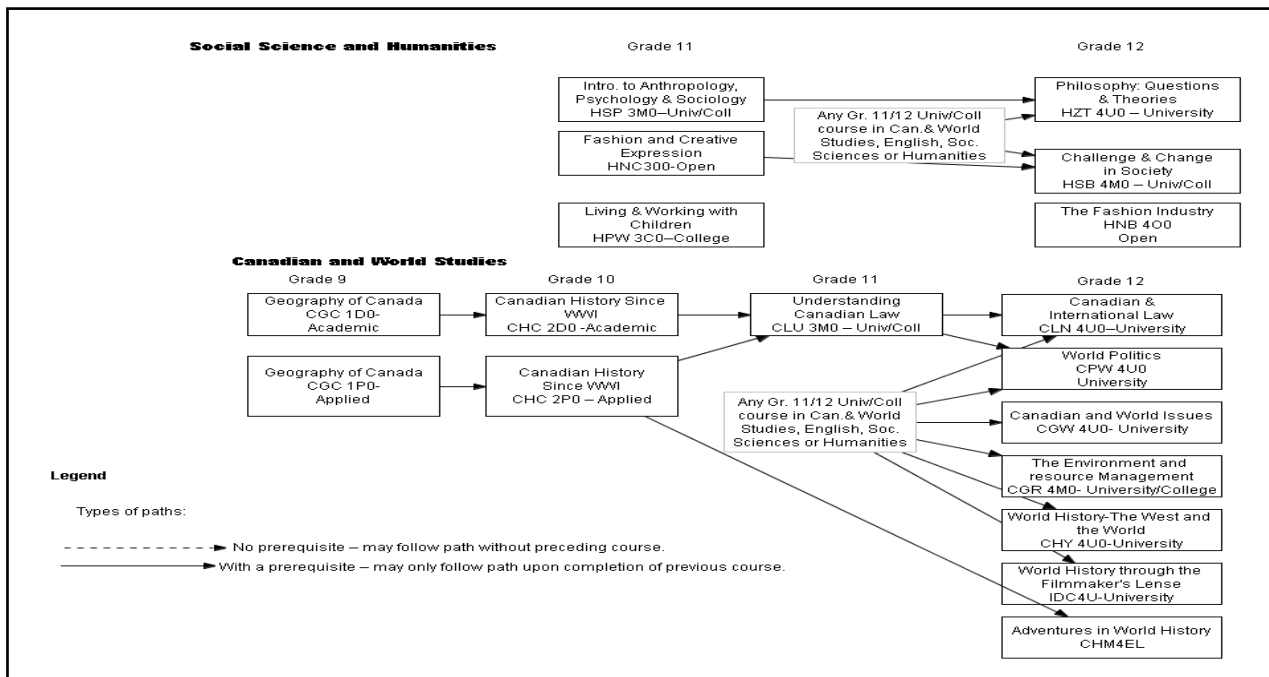 Social Science and Humanities
Grade 11
Grade 12
Intro. to Anthropology,
Psychology & Sociology
HSP 3M0–Univ/Coll
Philosophy: Questions
& Theories
HZT 4U0 – University
Any Gr. 11/12 Univ/Coll
course in Can.& World
Studies, English, Soc.
Sciences or Humanities
Fashion and Creative
Expression
HNC300-Open
Challenge & Change
in Society
HSB 4M0 – Univ/Coll
Living & Working with
Children
HPW 3C0–College
The Fashion Industry
HNB 4O0
Open
Canadian and World Studies
Grade 9
Grade 10
Grade 11
Grade 12
Geography of Canada
CGC 1D0-
Academic
Canadian History Since
WWI
CHC 2D0 -Academic
Understanding
Canadian Law
CLU 3M0 – Univ/Coll
Canadian &
International Law
CLN 4U0–University
Geography of Canada
CGC 1P0-
Applied
Canadian History
Since WWI
CHC 2P0 – Applied
World Politics
CPW 4U0
University
Any Gr. 11/12 Univ/Coll
course in Can.& World
Studies, English, Soc.
Sciences or Humanities
Canadian and World Issues
CGW 4U0- University
The Environment and
resource Management
CGR 4M0- University/College
World History-The West and
the World
CHY 4U0-University
World History through the
Filmmaker's Lense
IDC4U-University
Adventures in World History
CHM4EL
Legend
Types of paths:
No prerequisite – may follow path without preceding course.
With a prerequisite – may only follow path upon completion of previous course.